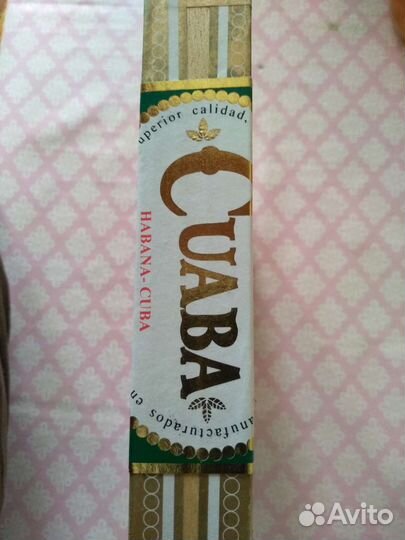 uperior calidad,
CUABA
HABANA-CUBA
anufacturados en
Avito